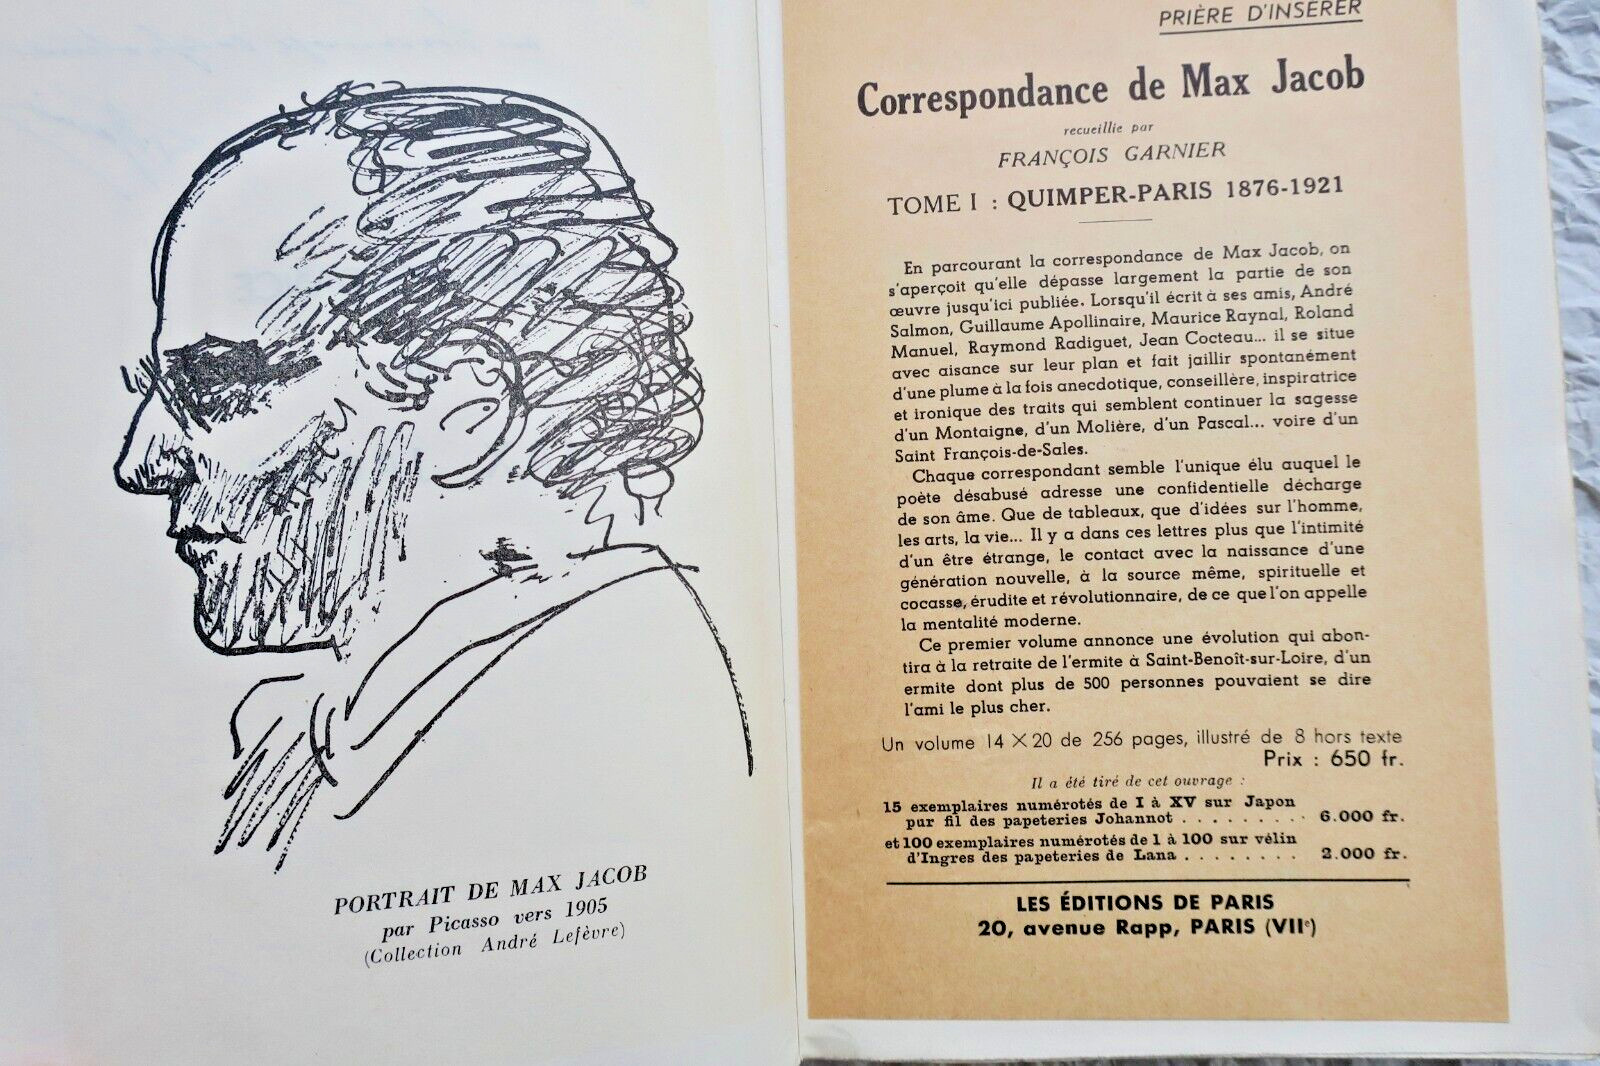 PORTRAIT DE MAX JACOB
par Picasso vers 1905
(Collection André Lefèvre)
PRIÈRE D'INSÉRER
Correspondance de Max Jacob
recueillie par
FRANÇOIS GARNIER
TOME I : QUIMPER-PARIS 1876-1921
En parcourant la correspondance de Max Jacob, on
s'aperçoit qu'elle dépasse largement la partie de son
œuvre jusqu'ici publiée. Lorsqu'il écrit à ses amis, André
Salmon, Guillaume Apollinaire, Maurice Raynal, Roland
Manuel, Raymond Radiguet, Jean Cocteau... il se situe
avec aisance sur leur plan et fait jaillir spontanément
d'une plume à la fois anecdotique, conseillère, inspiratrice
et ironique des traits qui semblent continuer la sagesse
d'un Montaigne, d'un Molière, d'un Pascal... voire d'un
Saint François-de-Sales.
Chaque correspondant semble l'unique élu auquel le
poète désabusé adresse une confidentielle décharge
de son âme. Que de tableaux, que d'idées sur l'homme,
les arts, la vie... Il y a dans ces lettres plus que l'intimité
d'un être étrange, le contact avec la naissance d'une
génération nouvelle, à la source même, spirituelle et
cocasse, érudite et révolutionnaire, de ce que l'on appelle
la mentalité moderne.
Ce premier volume annonce une évolution qui abon-
tira à la retraite de l'ermite à Saint-Benoît-sur-Loire, d'un
ermite dont plus de 500 personnes pouvaient se dire
l'ami le plus cher.
Un volume 14 × 20 de 256 pages, illustré de 8 hors texte
Prix : 650 fr.
Il a été tiré de cet ouvrage :
15 exemplaires numérotés de I à XV sur Japon
pur fil des papeteries Johannot . . . . . . . . . 6.000 fr.
et 100 exemplaires numérotés de 1 à 100 sur vélin
d'Ingres des papeteries de Lana . . . . . . . . 2.000 fr.
LES ÉDITIONS DE PARIS
20, avenue Rapp, PARIS (VIIe)